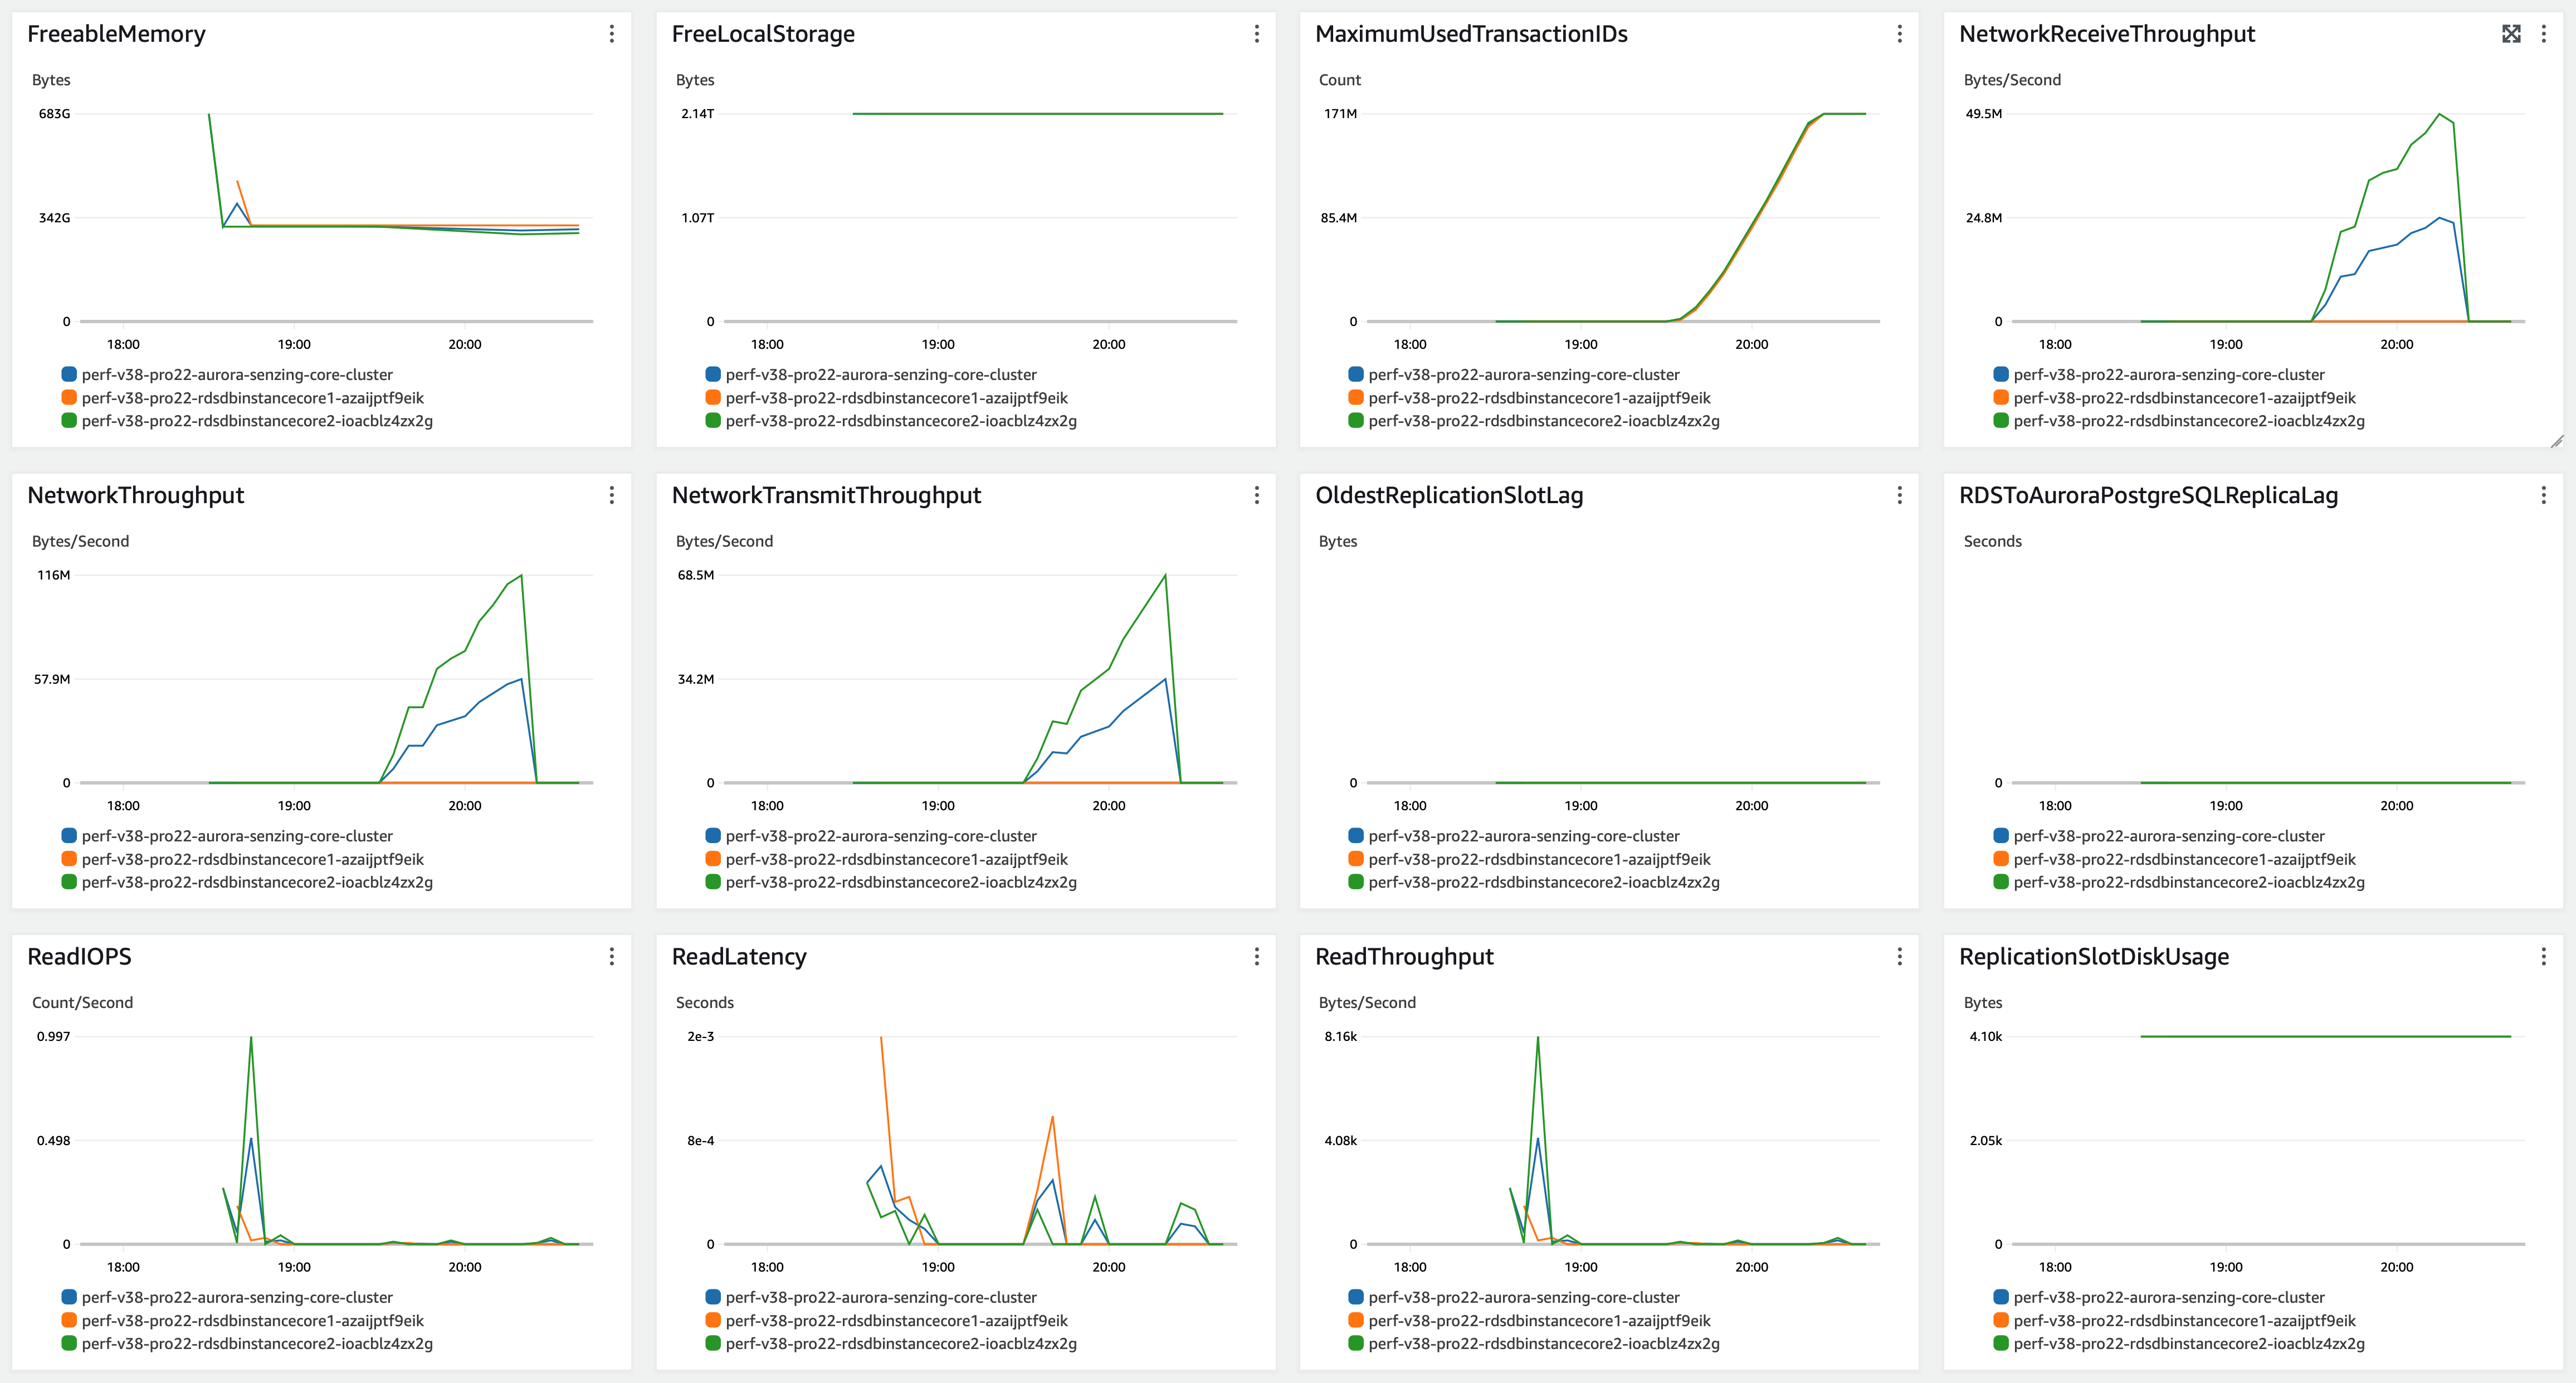 FreeableMemory
Bytes
683G
342G
0
18:00 19:00 20:00
perf-v38-pro22-aurora-senzing-core-cluster
perf-v38-pro22-rdsdbinstancecore1-azaijptf9eik
perf-v38-pro22-rdsdbinstancecore2-ioacblz4zx2g
FreeLocalStorage
Bytes
2.14T
1.07T
0
18:00 19:00 20:00
perf-v38-pro22-aurora-senzing-core-cluster
perf-v38-pro22-rdsdbinstancecore1-azaijptf9eik
perf-v38-pro22-rdsdbinstancecore2-ioacblz4zx2g
MaximumUsedTransactionIDs
Count
171M
85.4M
0
18:00 19:00 20:00
perf-v38-pro22-aurora-senzing-core-cluster
perf-v38-pro22-rdsdbinstancecore1-azaijptf9eik
perf-v38-pro22-rdsdbinstancecore2-ioacblz4zx2g
NetworkReceiveThroughput
Bytes/Second
49.5M
24.8M
0
18:00 19:00 20:00
perf-v38-pro22-aurora-senzing-core-cluster
perf-v38-pro22-rdsdbinstancecore1-azaijptf9eik
perf-v38-pro22-rdsdbinstancecore2-ioacblz4zx2g
NetworkThroughput
Bytes/Second
116M
57.9M
0
18:00 19:00 20:00
perf-v38-pro22-aurora-senzing-core-cluster
perf-v38-pro22-rdsdbinstancecore1-azaijptf9eik
perf-v38-pro22-rdsdbinstancecore2-ioacblz4zx2g
NetworkTransmitThroughput
Bytes/Second
68.5M
34.2M
0
18:00 19:00 20:00
perf-v38-pro22-aurora-senzing-core-cluster
perf-v38-pro22-rdsdbinstancecore1-azaijptf9eik
perf-v38-pro22-rdsdbinstancecore2-ioacblz4zx2g
OldestReplicationSlotLag
Bytes
0
18:00 19:00 20:00
perf-v38-pro22-aurora-senzing-core-cluster
perf-v38-pro22-rdsdbinstancecore1-azaijptf9eik
perf-v38-pro22-rdsdbinstancecore2-ioacblz4zx2g
RDSToAuroraPostgreSQLReplicaLag
Seconds
0
18:00 19:00 20:00
perf-v38-pro22-aurora-senzing-core-cluster
perf-v38-pro22-rdsdbinstancecore1-azaijptf9eik
perf-v38-pro22-rdsdbinstancecore2-ioacblz4zx2g
ReadIOPS
Count/Second
0.997
0.498
0
18:00 19:00 20:00
perf-v38-pro22-aurora-senzing-core-cluster
perf-v38-pro22-rdsdbinstancecore1-azaijptf9eik
perf-v38-pro22-rdsdbinstancecore2-ioacblz4zx2g
ReadLatency
Seconds
2e-3
8e-4
0
18:00 19:00 20:00
perf-v38-pro22-aurora-senzing-core-cluster
perf-v38-pro22-rdsdbinstancecore1-azaijptf9eik
perf-v38-pro22-rdsdbinstancecore2-ioacblz4zx2g
ReadThroughput
Bytes/Second
8.16k
4.08k
0
18:00 19:00 20:00
perf-v38-pro22-aurora-senzing-core-cluster
perf-v38-pro22-rdsdbinstancecore1-azaijptf9eik
perf-v38-pro22-rdsdbinstancecore2-ioacblz4zx2g
ReplicationSlotDiskUsage
Bytes
4.10k
2.05k
0
18:00 19:00 20:00
perf-v38-pro22-aurora-senzing-core-cluster
perf-v38-pro22-rdsdbinstancecore1-azaijptf9eik
perf-v38-pro22-rdsdbinstancecore2-ioacblz4zx2g